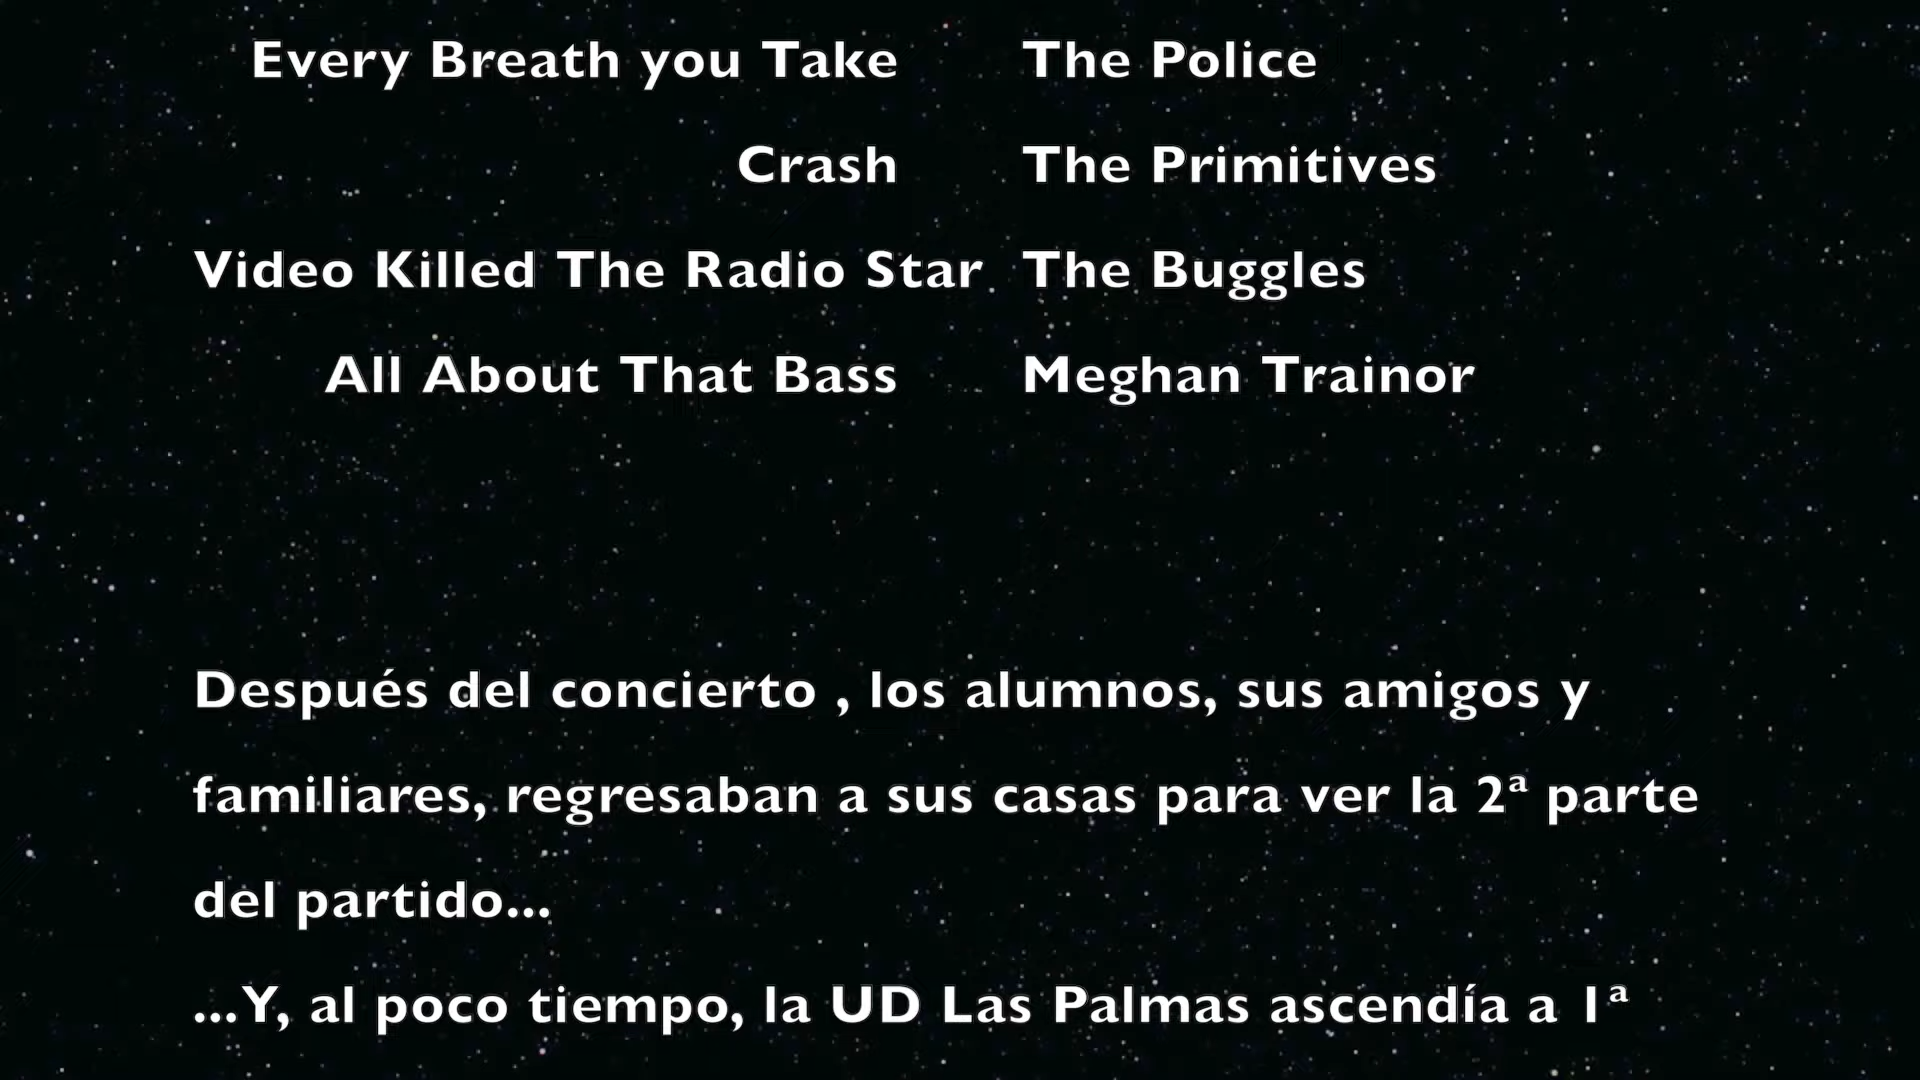 Every Breath you Take The Police
Crash The Primitives
Video Killed The Radio Star The Buggles
All About That Bass Meghan Trainor
Después del concierto , los alumnos, sus amigos y
familiares, regresaban a sus casas para ver la 2ª parte
del partido...
...Y, al poco tiempo, la UD Las Palmas ascendía a 1ª